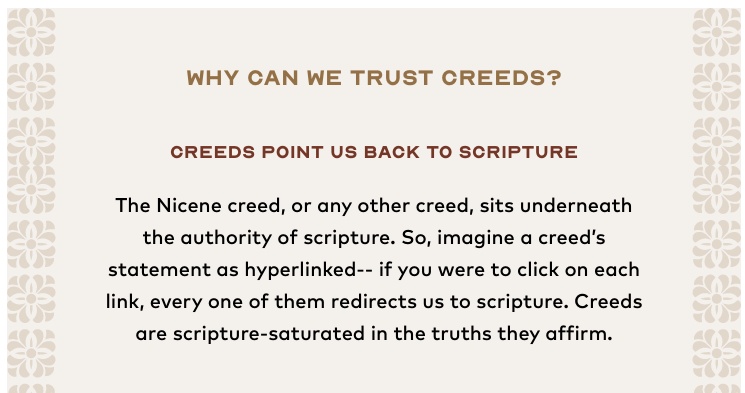 WHY CAN WE TRUST CREEDS?
CREEDS POINT US BACK TO SCRIPTURE
The Nicene creed, or any other creed, sits underneath
the authority of scripture. So, imagine a creed’s
statement as hyperlinked-- if you were to click on each
link, every one of them redirects us to scripture. Creeds
are scripture-saturated in the truths they affirm.